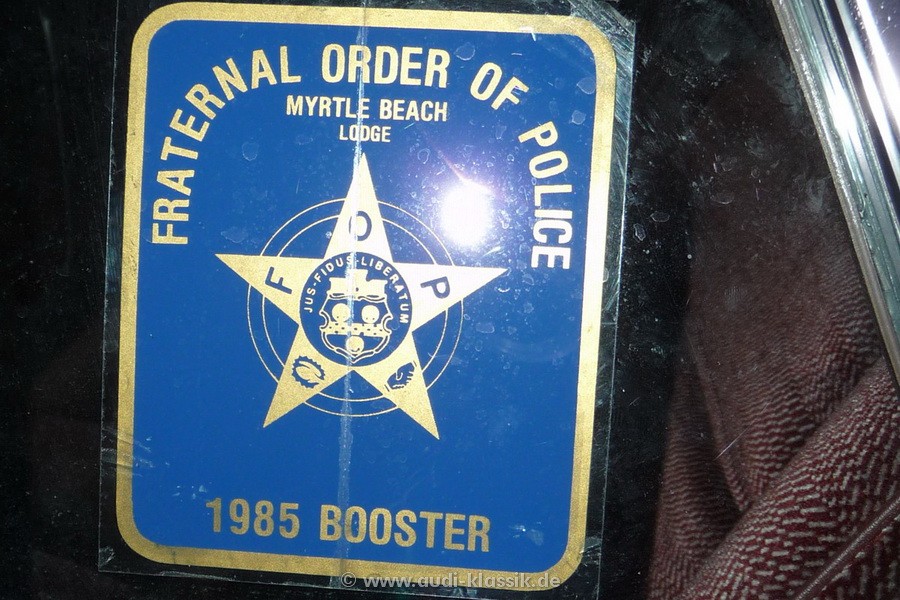 FRATERNAL ORDER OF POLICE
MYRTLE BEACH
LODGE
F O P
JUS·FIDUS·LIBERATUM
1985 BOOSTER
© www.audi-klassik.de